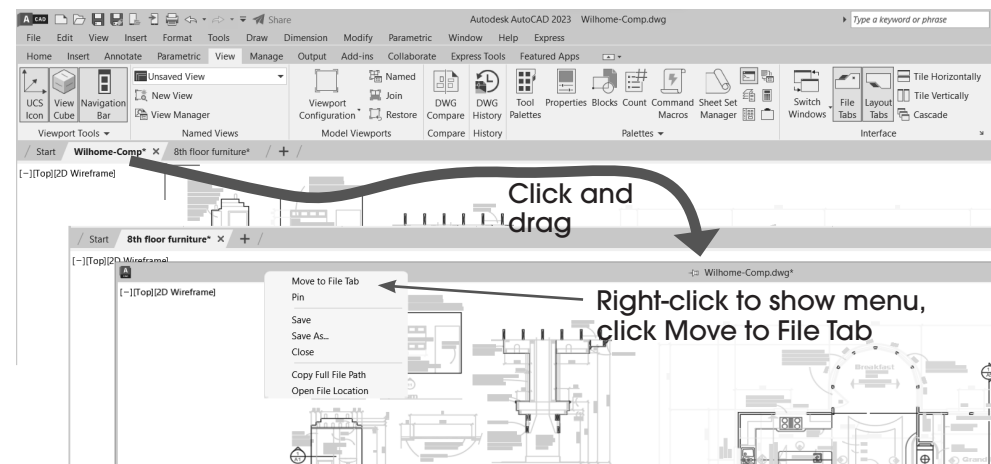 A CAD Share Autodesk AutoCAD 2023 Wilhome-Comp.dwg Type a keyword or phrase
File Edit View Insert Format Tools Draw Dimension Modify Parametric Window Help Express
Home Insert Annotate Parametric View Manage Output Add-ins Collaborate Express Tools Featured Apps
Unsaved View
New View
View Manager
UCS Icon
View Cube
Navigation Bar
Viewport Configuration
Named
Join
Restore
DWG Compare
DWG History
Tool Palettes
Properties
Blocks
Count
Command Macros
Sheet Set Manager
Switch Windows
File Tabs
Layout Tabs
Tile Horizontally
Tile Vertically
Cascade
Viewport Tools Named Views Model Viewports Compare History Palettes Interface
Start Wilhome-Comp* 8th floor furniture*
[−][Top][2D Wireframe]
Click and
drag
Start 8th floor furniture*
[−][Top][2D Wireframe]
Wilhome-Comp.dwg*
[−][Top][2D Wireframe]
Move to File Tab
Pin
Save
Save As...
Close
Copy Full File Path
Open File Location
Right-click to show menu,
click Move to File Tab
Breakfast